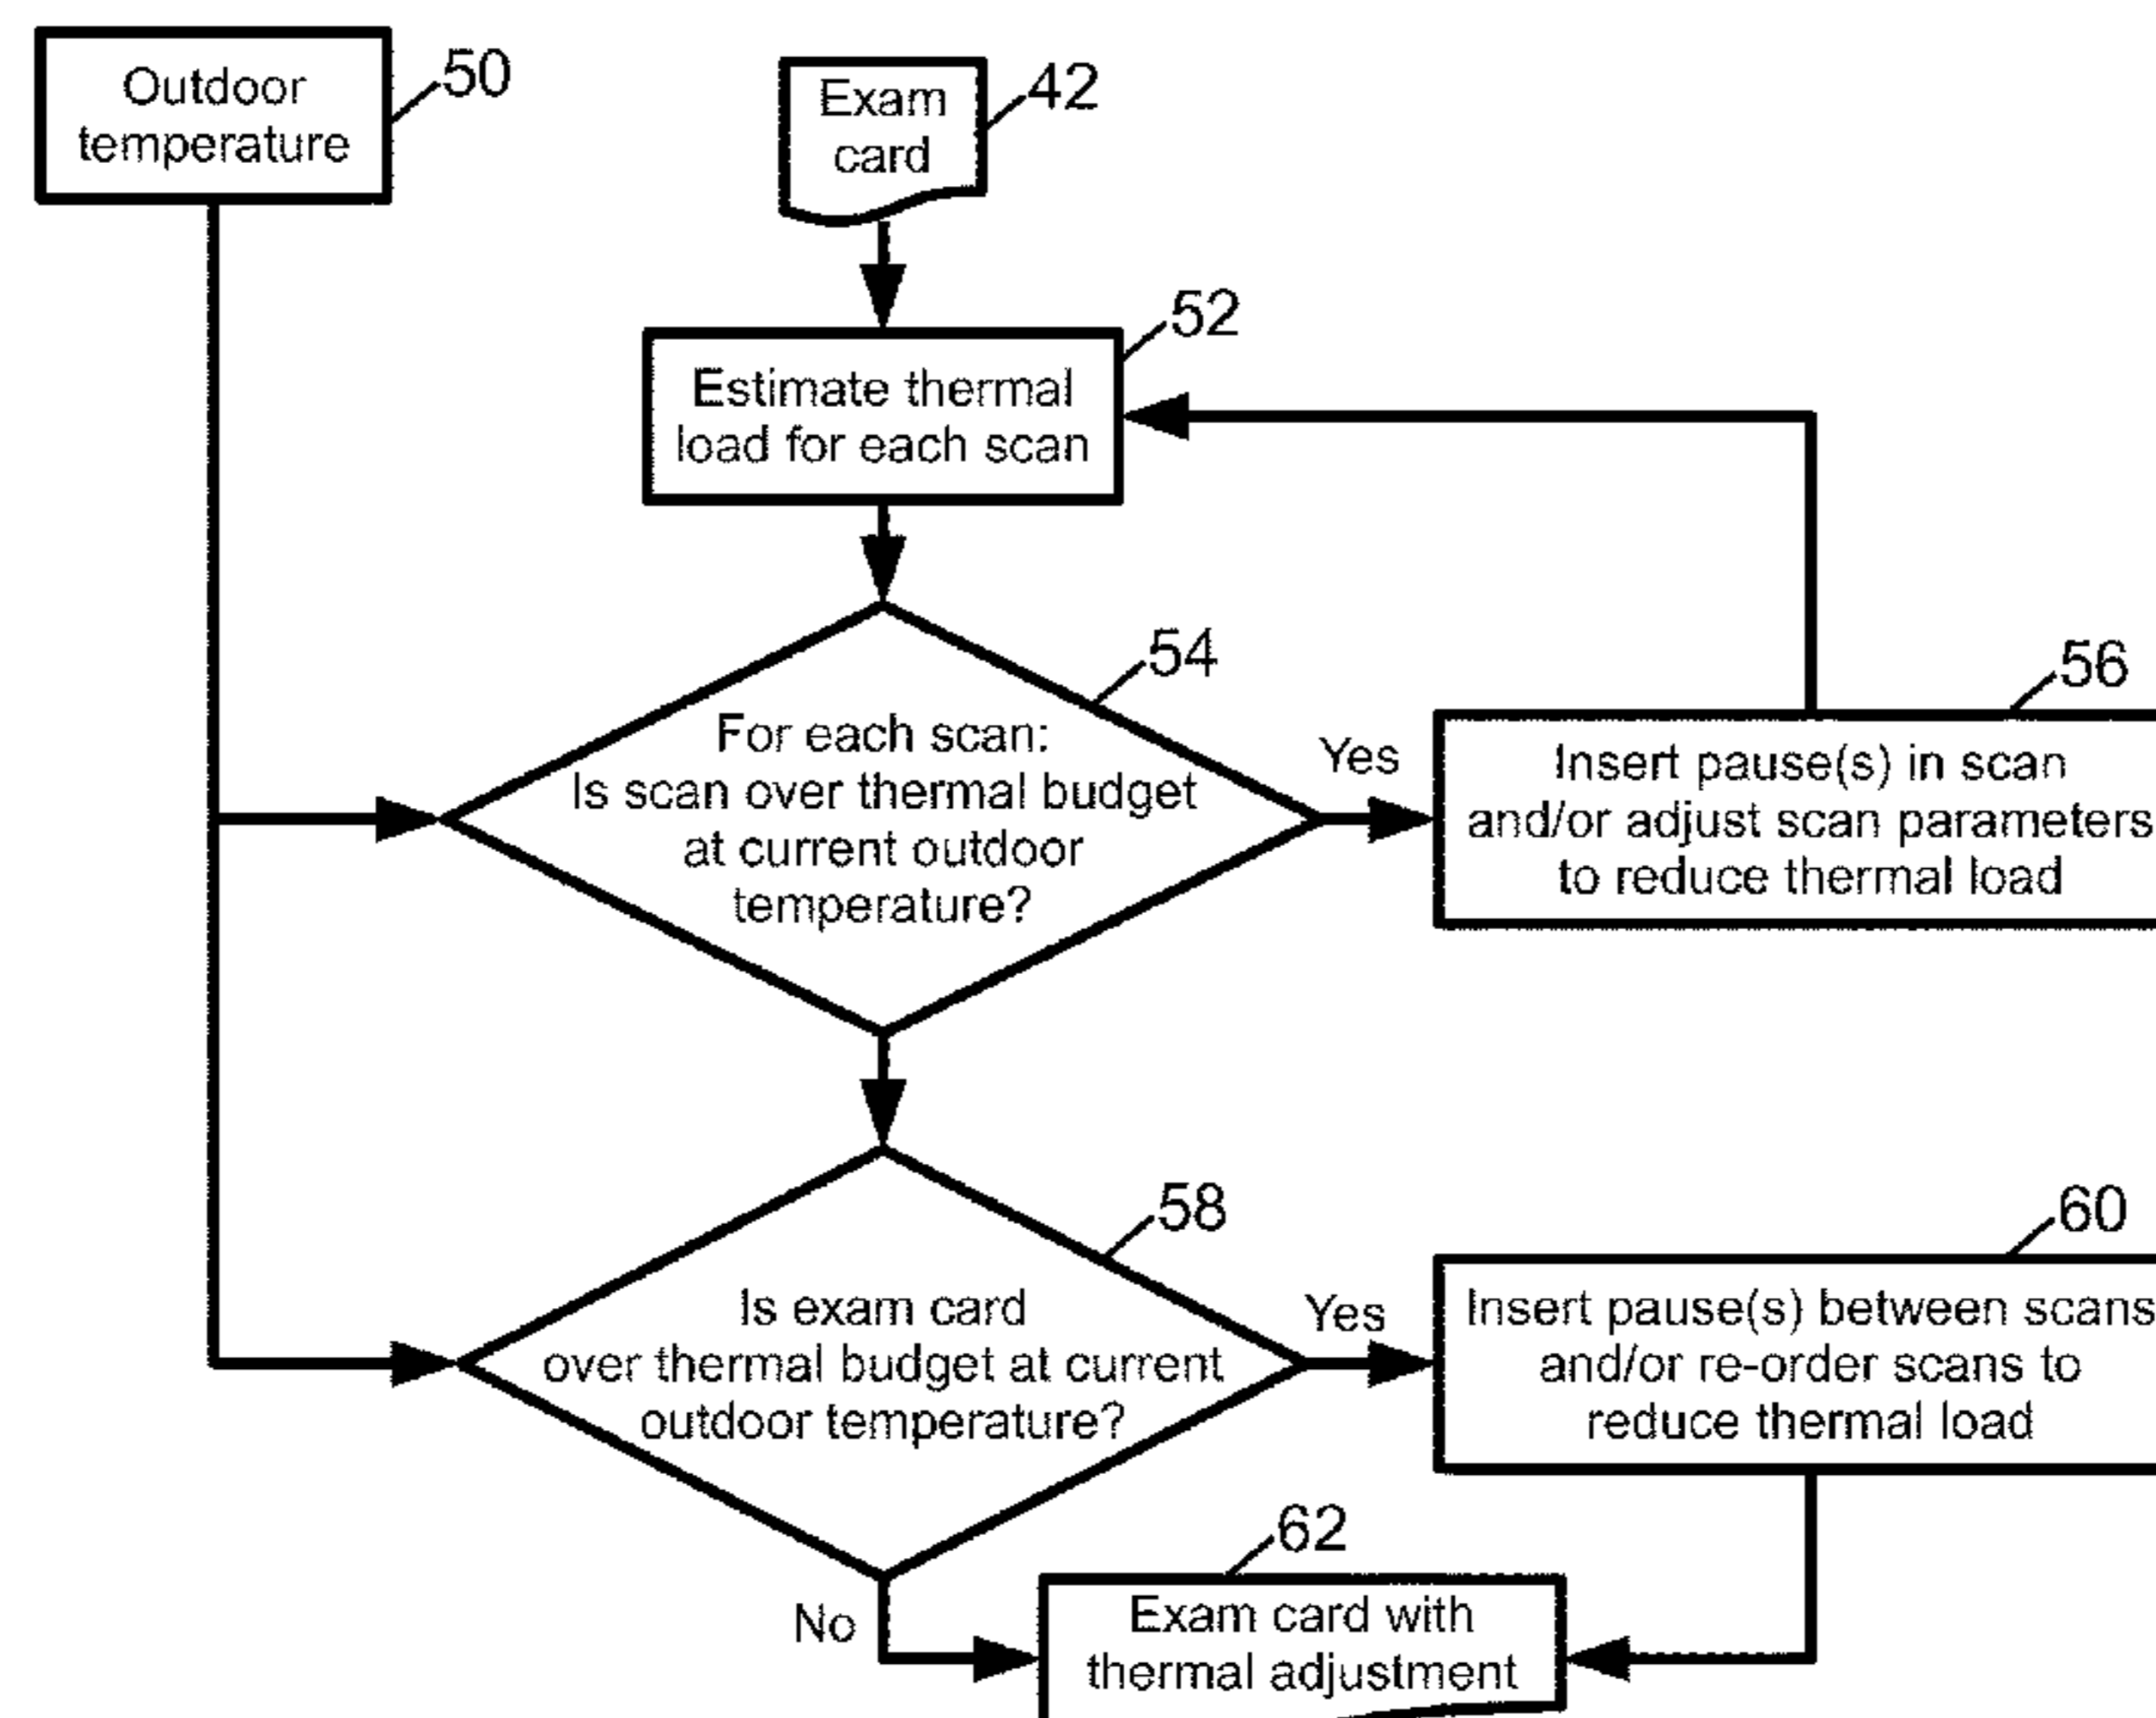 Outdoor
temperature
50
Exam
card
42
52
Estimate thermal
load for each scan
54
For each scan:
Is scan over thermal budget
at current outdoor
temperature?
Yes
56
Insert pause(s) in scan
and/or adjust scan parameters
to reduce thermal load
58
Is exam card
over thermal budget at current
outdoor temperature?
Yes
60
Insert pause(s) between scans
and/or re-order scans to
reduce thermal load
No
62
Exam card with
thermal adjustment